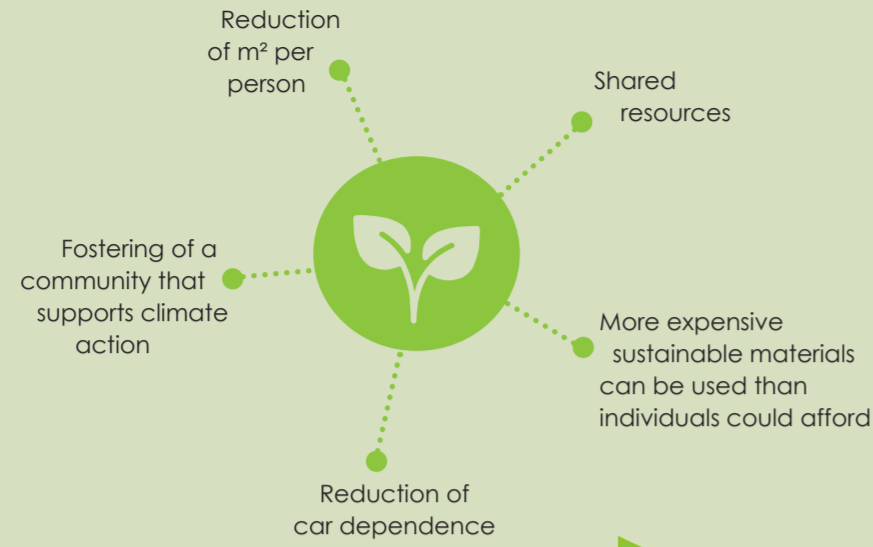 Reduction
of m² per
person
Shared
resources
Fostering of a
community that
supports climate
action
More expensive
sustainable materials
can be used than
individuals could afford
Reduction of
car dependence